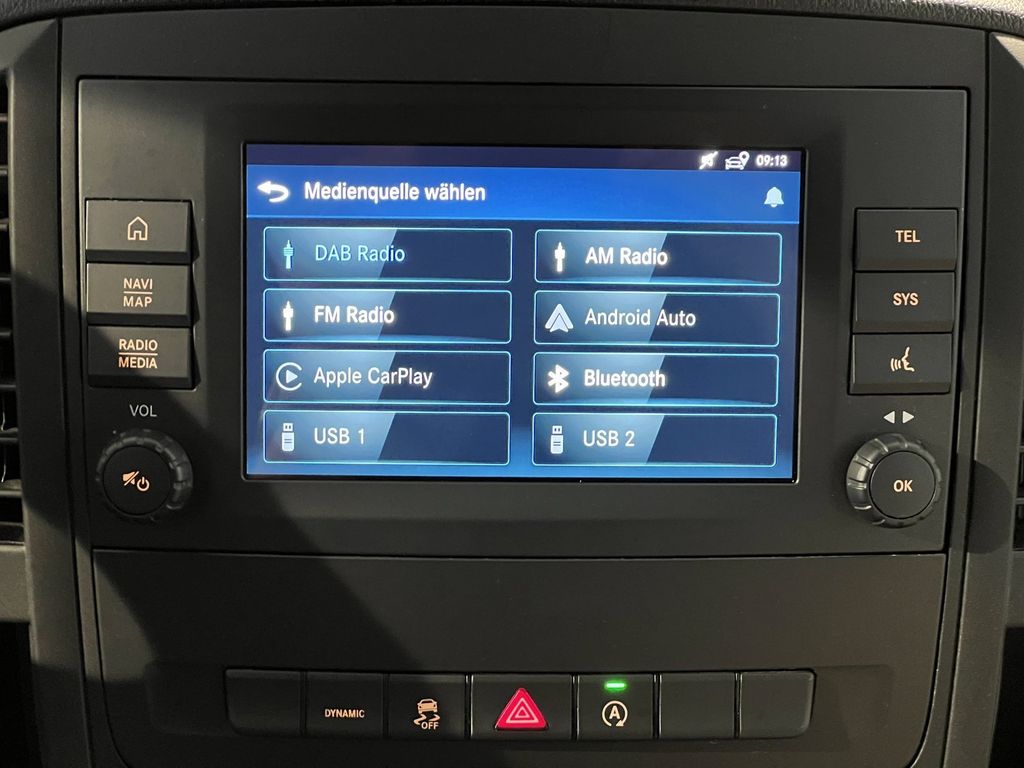 09:13
Medienquelle wählen
DAB Radio
AM Radio
FM Radio
Android Auto
Apple CarPlay
Bluetooth
USB 1
USB 2
NAVI
MAP
RADIO
MEDIA
VOL
TEL
SYS
OK
DYNAMIC
OFF
A